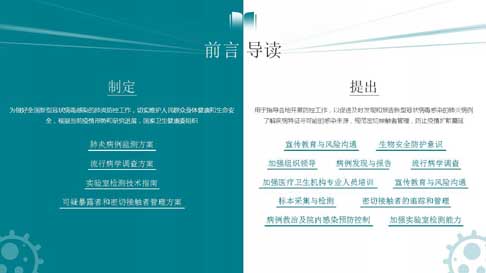 前言 导读
制定
为做好全国新型冠状病毒感染的肺炎防控工作，切实维护人民群众身体健康和生命安
全，根据当前疫情形势和研究进展，国家卫生健康委组织
肺炎病例监测方案
流行病学调查方案
实验室检测技术指南
可疑暴露者和密切接触者管理方案
提出
用于指导各地开展防控工作，以促进及时发现和报告新型冠状病毒感染的肺炎病例
了解疾病特征与可能的感染来源，规范密切接触者管理，防止疫情扩散蔓延
宣传教育与风险沟通 生物安全防护意识
加强组织领导 病例发现与报告 流行病学调查
加强医疗卫生机构专业人员培训 宣传教育与风险沟通
标本采集与检测 密切接触者的追踪和管理
病例救治及院内感染预防控制 加强实验室检测能力